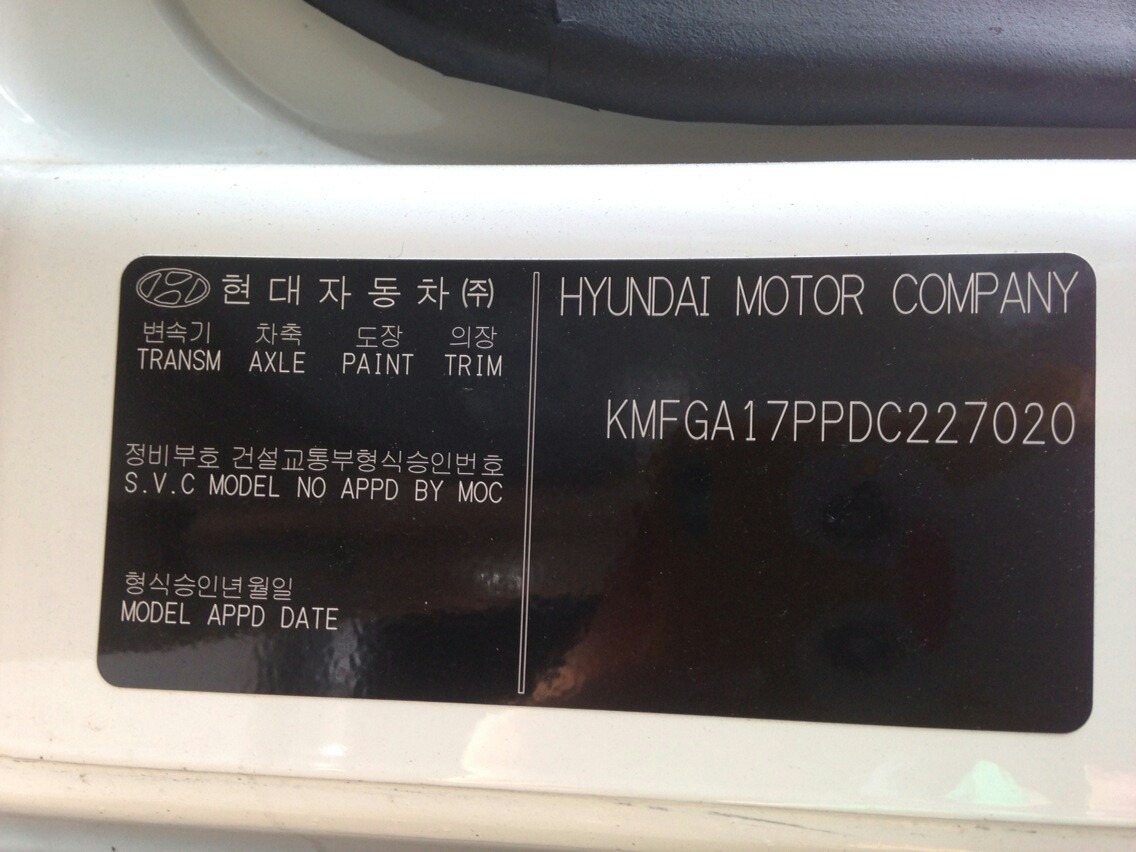 현대자동차㈜
변속기 차축 도장 의장
TRANSM AXLE PAINT TRIM
정비부호 건설교통부형식승인번호
S.V.C MODEL NO APPD BY MOC
형식승인년월일
MODEL APPD DATE
HYUNDAI MOTOR COMPANY
KMFGA17PPDC227020